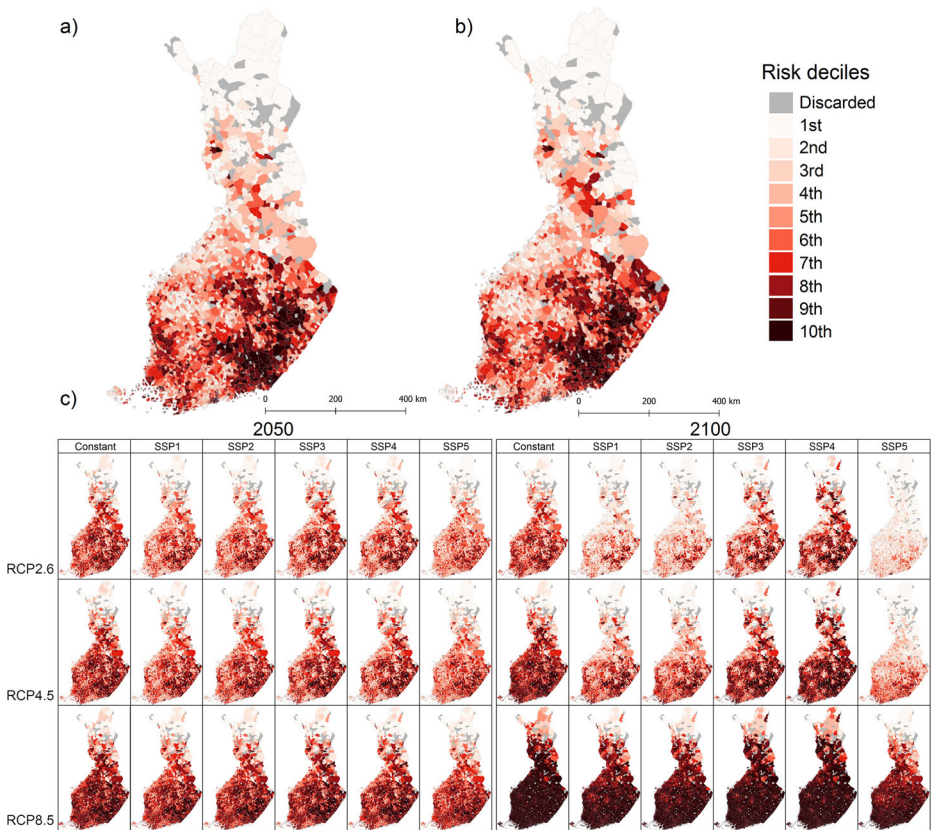 a)
b)
Risk deciles
Discarded
1st
2nd
3rd
4th
5th
6th
7th
8th
9th
10th
0 200 400 km
0 200 400 km
c)
2050 2100
Constant SSP1 SSP2 SSP3 SSP4 SSP5 Constant SSP1 SSP2 SSP3 SSP4 SSP5
RCP2.6
RCP4.5
RCP8.5